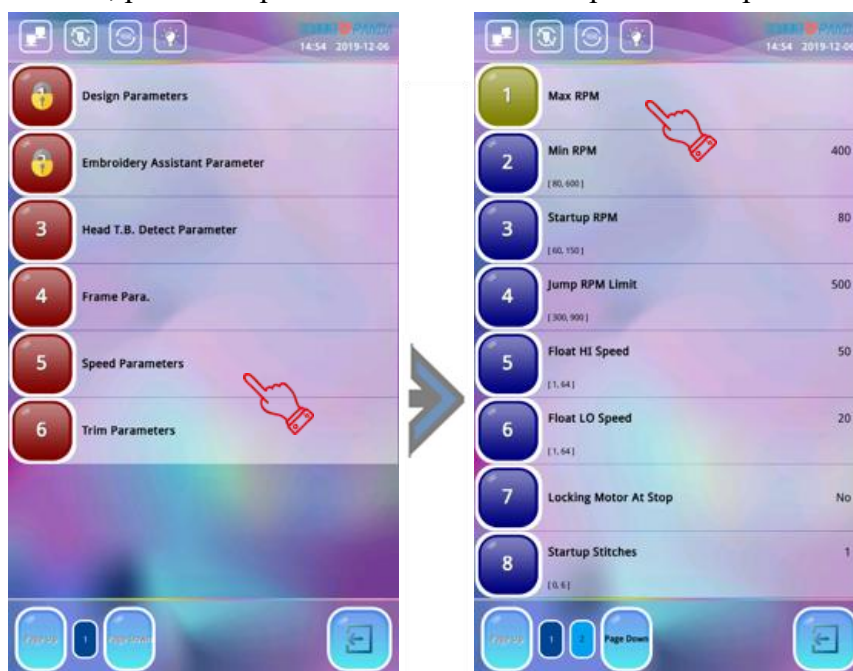 PANDA
14:54 2019-12-06
Design Parameters
Embroidery Assistant Parameter
3 Head T.B. Detect Parameter
4 Frame Para.
5 Speed Parameters
6 Trim Parameters
Page Up 1 Page Down
PANDA
14:54 2019-12-06
1 Max RPM
2 Min RPM 400
[ 80, 600 ]
3 Startup RPM 80
[ 60, 150 ]
4 Jump RPM Limit 500
[ 300, 900 ]
5 Float HI Speed 50
[ 1, 64 ]
6 Float LO Speed 20
[ 1, 64 ]
7 Locking Motor At Stop No
8 Startup Stitches 1
[ 0, 6 ]
Page Up 1 2 Page Down